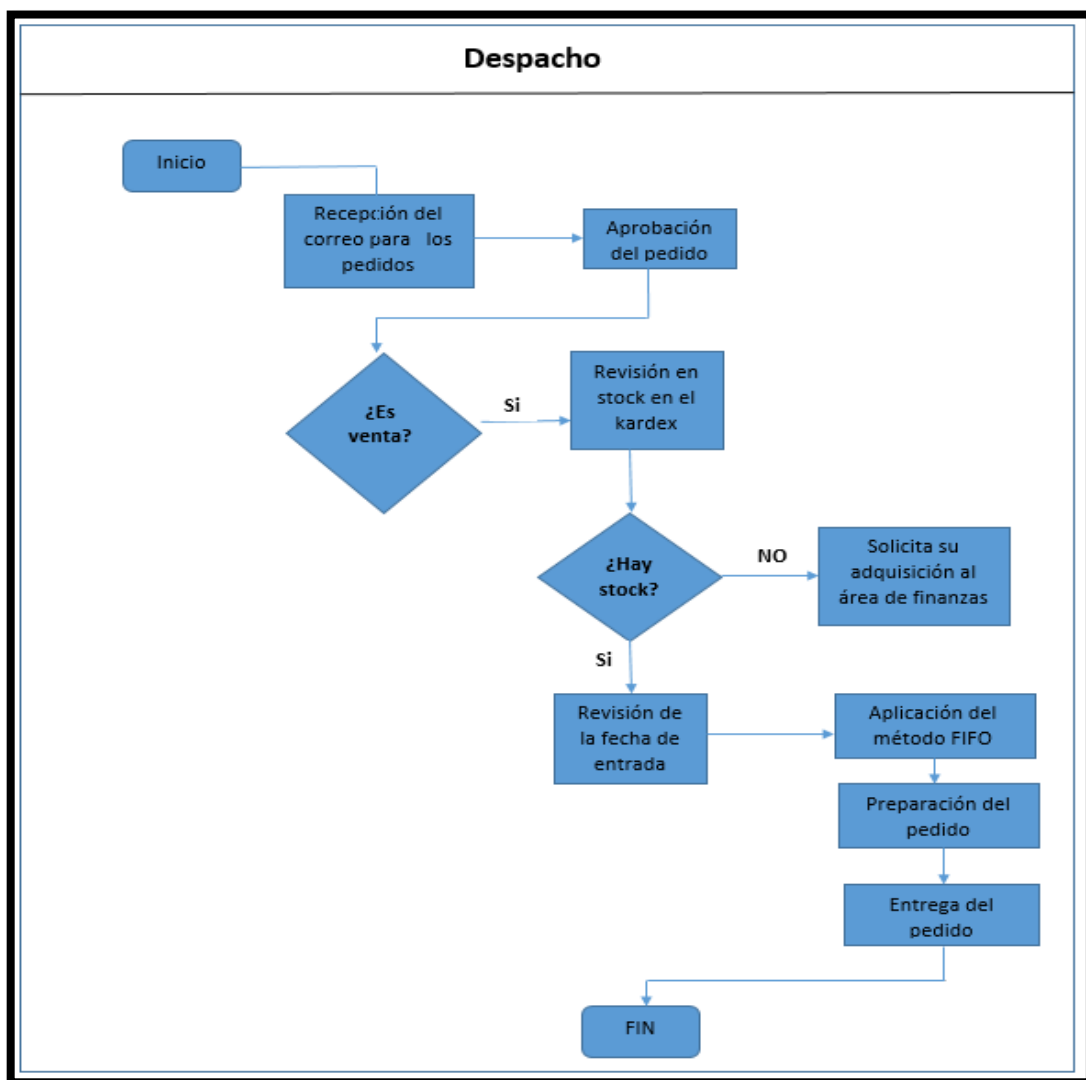 Despacho
Inicio
Recepción del
correo para los
pedidos
Aprobación
del pedido
¿Es
venta?
Si
Revisión en
stock en el
kardex
¿Hay
stock?
NO
Solicita su
adquisición al
área de finanzas
Si
Revisión de
la fecha de
entrada
Aplicación del
método FIFO
Preparación del
pedido
Entrega del
pedido
FIN